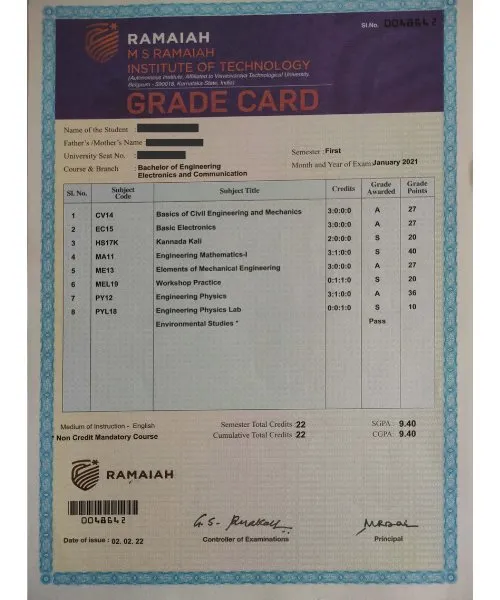 RAMAIAH
Sl.No. 0048642
M S RAMAIAH
INSTITUTE OF TECHNOLOGY
(Autonomous Institute, Affiliated to Visvesvaraya Technological University,
Belgaum - 590018, Karnataka State, India)
GRADE CARD
Name of the Student :
Father's /Mother's Name
University Seat No. :
Semester : First
Course & Branch : Bachelor of Engineering Month and Year of Exam: January 2021
Electronics and Communication
Sl. No. Subject Code Subject Title Credits Grade Awarded Grade Points
1 CV14 Basics of Civil Engineering and Mechanics 3:0:0:0 A 27
2 EC15 Basic Electronics 3:0:0:0 A 27
3 HS17K Kannada Kali 2:0:0:0 S 20
4 MA11 Engineering Mathematics-I 3:1:0:0 S 40
5 ME13 Elements of Mechanical Engineering 3:0:0:0 A 27
6 MEL19 Workshop Practice 0:1:1:0 S 20
7 PY12 Engineering Physics 3:1:0:0 A 36
8 PYL18 Engineering Physics Lab 0:0:1:0 S 10
Environmental Studies * Pass
Medium of Instruction - English Semester Total Credits 22 SGPA: 9.40
* Non Credit Mandatory Course Cumulative Total Credits 22 CGPA: 9.40
RAMAIAH
0048642
Date of issue : 02. 02. 22 Controller of Examinations Principal